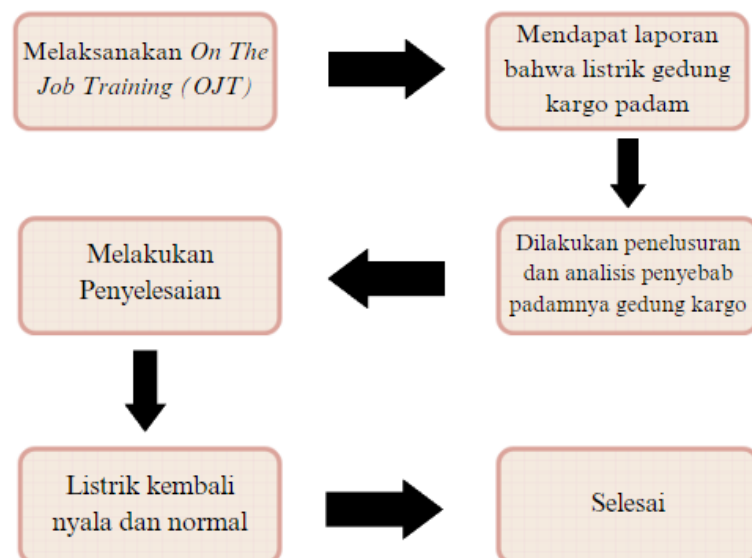 Melaksanakan On The
Job Training (OJT)
Mendapat laporan
bahwa listrik gedung
kargo padam
Dilakukan penelusuran
dan analisis penyebab
padamnya gedung kargo
Melakukan
Penyelesaian
Listrik kembali
nyala dan normal
Selesai